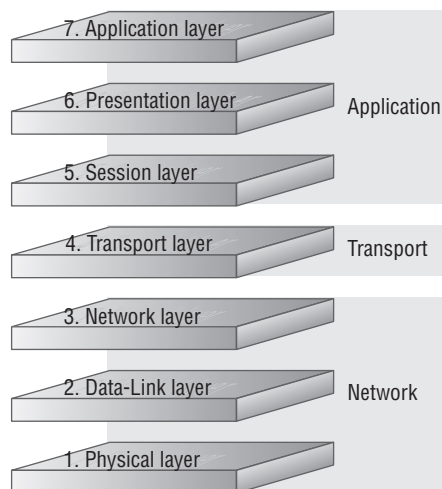 7. Application layer
6. Presentation layer
Application
5. Session layer
4. Transport layer
Transport
3. Network layer
2. Data-Link layer
Network
1. Physical layer